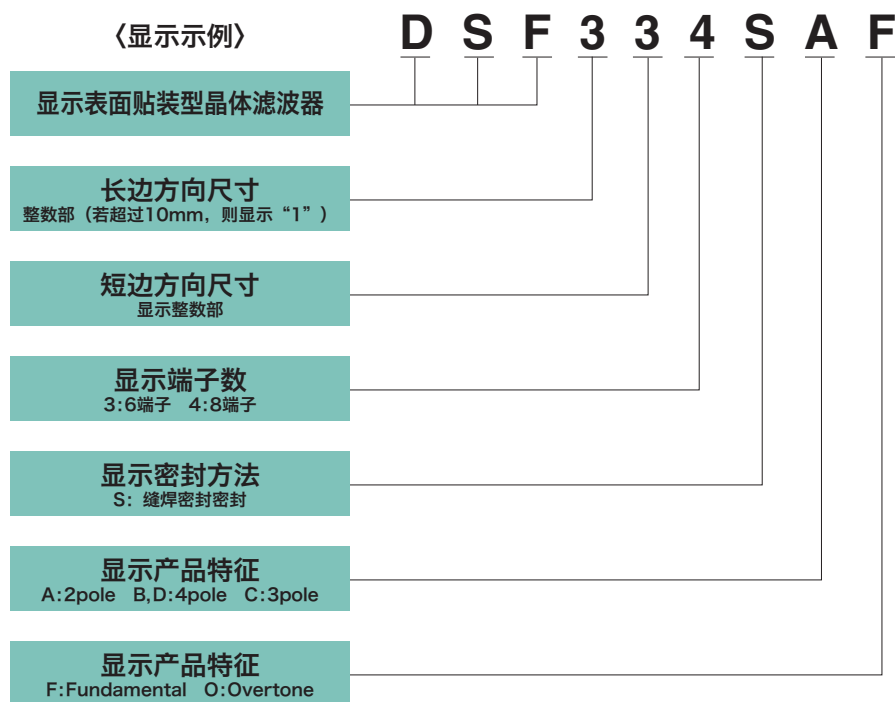 〈显示示例〉
D S F 3 3 4 S A F
显示表面贴装型晶体滤波器
长边方向尺寸
整数部（若超过10mm，则显示“1”）
短边方向尺寸
显示整数部
显示端子数
3:6端子 4:8端子
显示密封方法
S: 缝焊密封密封
显示产品特征
A:2pole B,D:4pole C:3pole
显示产品特征
F:Fundamental O:Overtone